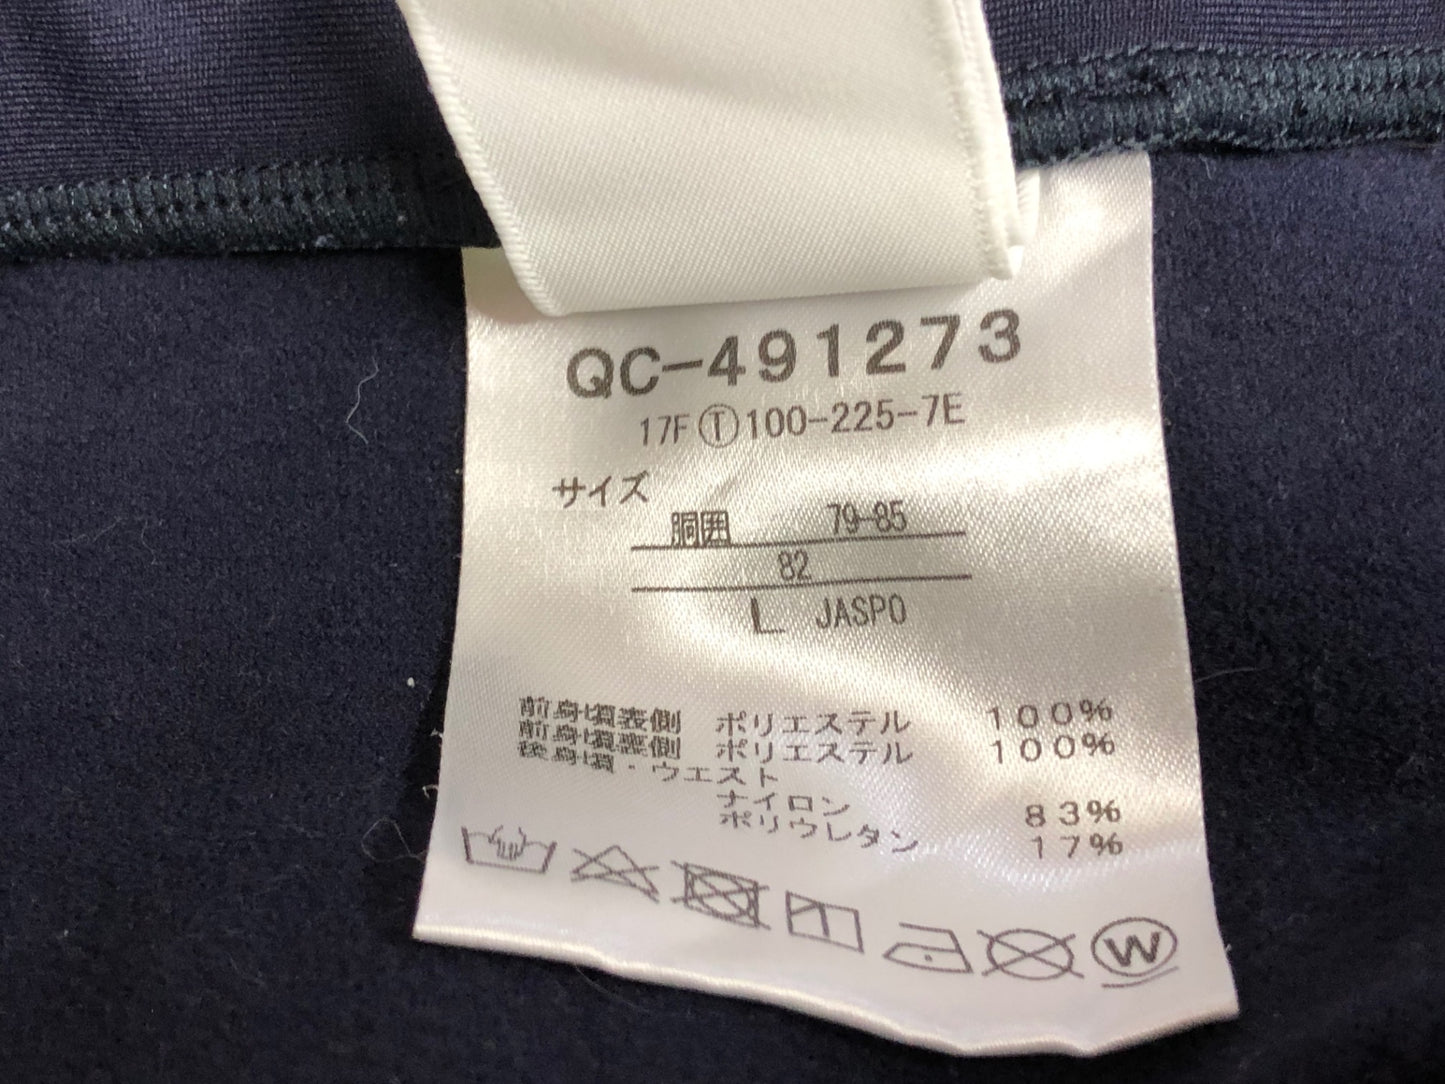 QC-491273
17F Ⓣ 100-225-7E
サイズ
胴囲 79-85
82
L JASPO
前身頃表側 ポリエステル 100%
前身頃裏側 ポリエステル 100%
後身頃・ウエスト
ナイロン 83%
ポリウレタン 17%
W